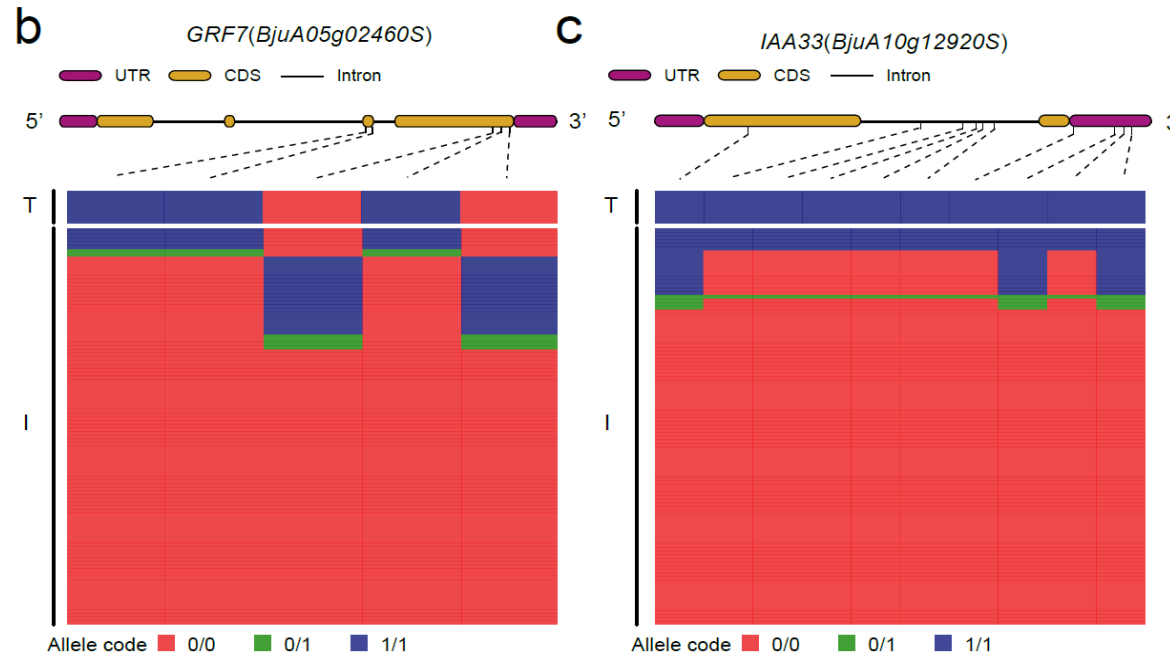 b
GRF7(BjuA05g02460S)
UTR CDS Intron
5’ 3’
T
I
Allele code 0/0 0/1 1/1
c
IAA33(BjuA10g12920S)
UTR CDS Intron
5’
T
I
Allele code 0/0 0/1 1/1